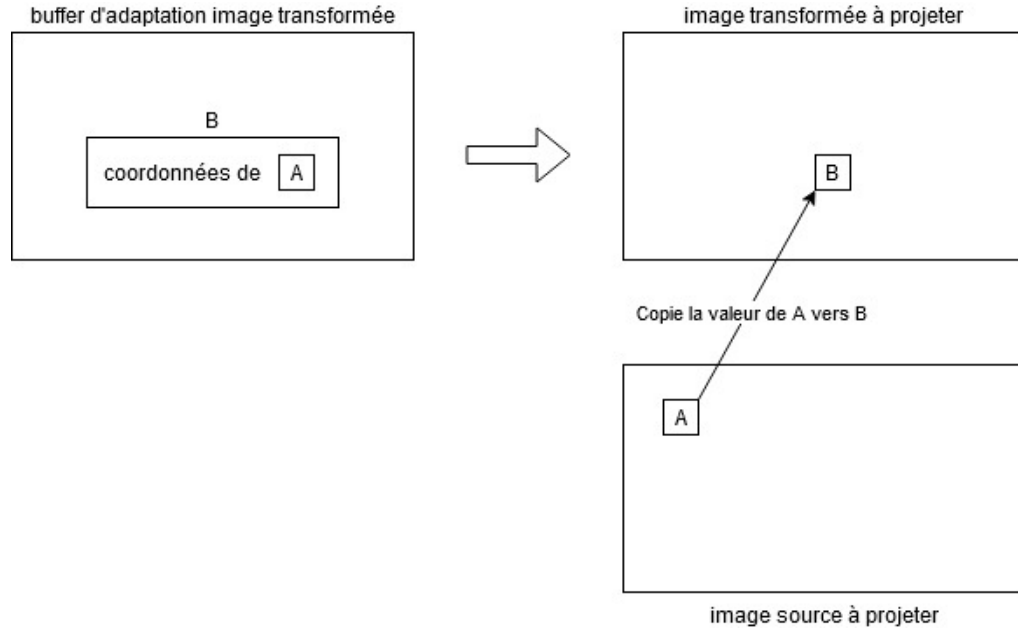 buffer d'adaptation image transformée
image transformée à projeter
B
coordonnées de A
B
Copie la valeur de A vers B
A
image source à projeter